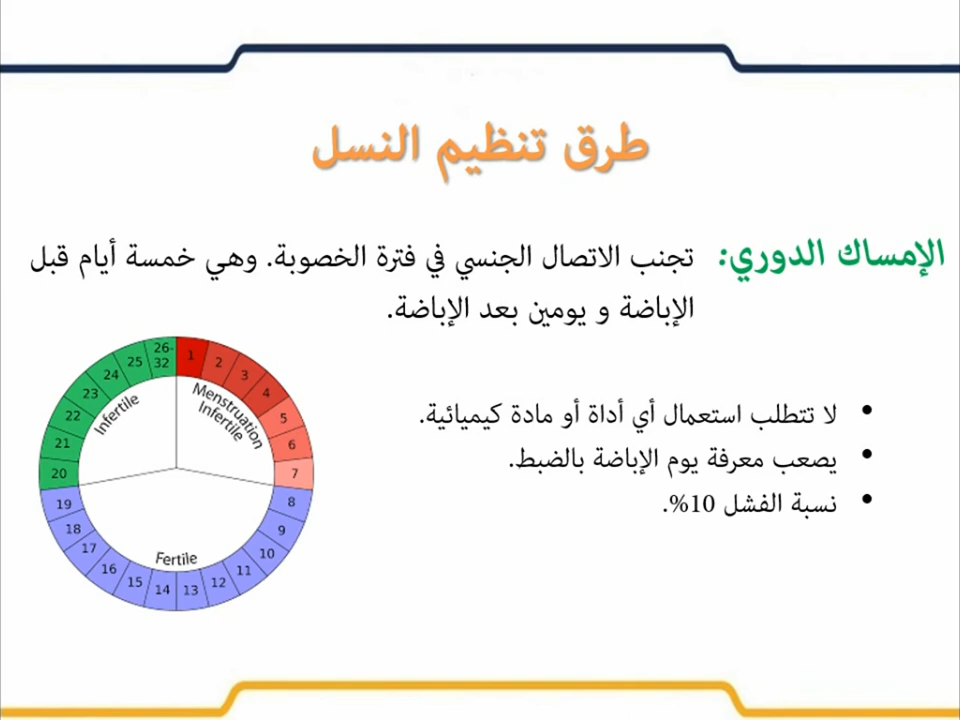 طرق تنظيم النسل
الإمساك الدوري: تجنب الاتصال الجنسي في فترة الخصوبة. وهي خمسة أيام قبل
الإباضة و يومين بعد الإباضة.
لا تتطلب استعمال أي أداة أو مادة كيميائية.
يصعب معرفة يوم الإباضة بالضبط.
نسبة الفشل 10%.
1
2
3
4
5
6
7
8
9
10
11
12
13
14
15
16
17
18
19
20
21
22
23
24
25
26-
32
Menstruation
Infertile
Fertile
Infertile